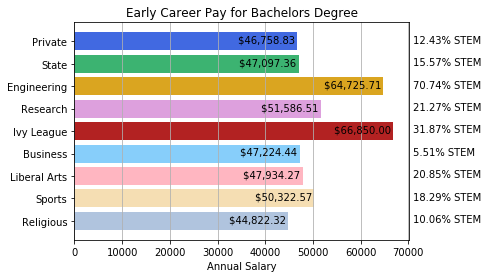 Early Career Pay for Bachelors Degree
Private $46,758.83 12.43% STEM
State $47,097.36 15.57% STEM
Engineering $64,725.71 70.74% STEM
Research $51,586.51 21.27% STEM
Ivy League $66,850.00 31.87% STEM
Business $47,224.44 5.51% STEM
Liberal Arts $47,934.27 20.85% STEM
Sports $50,322.57 18.29% STEM
Religious $44,822.32 10.06% STEM
0 10000 20000 30000 40000 50000 60000 70000
Annual Salary